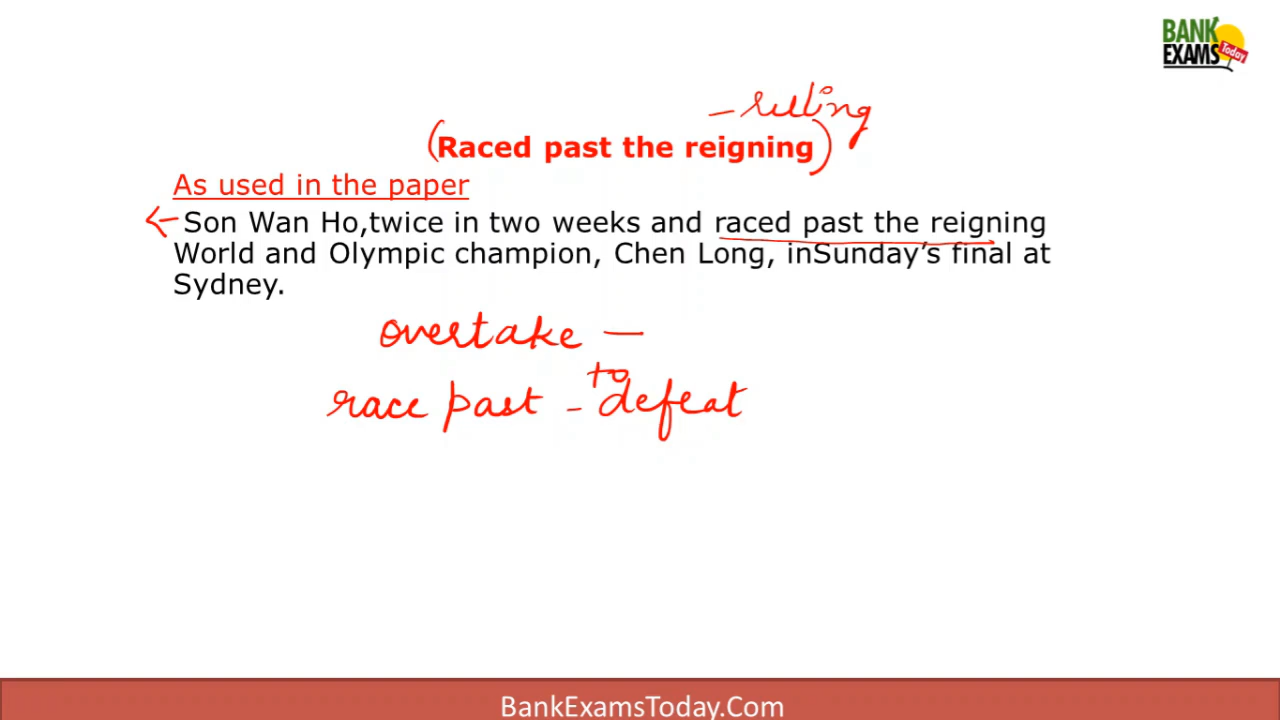 BANK
EXAMS Today
- rulling
(Raced past the reigning)
As used in the paper
Son Wan Ho,twice in two weeks and raced past the reigning
World and Olympic champion, Chen Long, inSunday’s final at
Sydney.
overtake —
race past - to defeat
BankExamsToday.Com